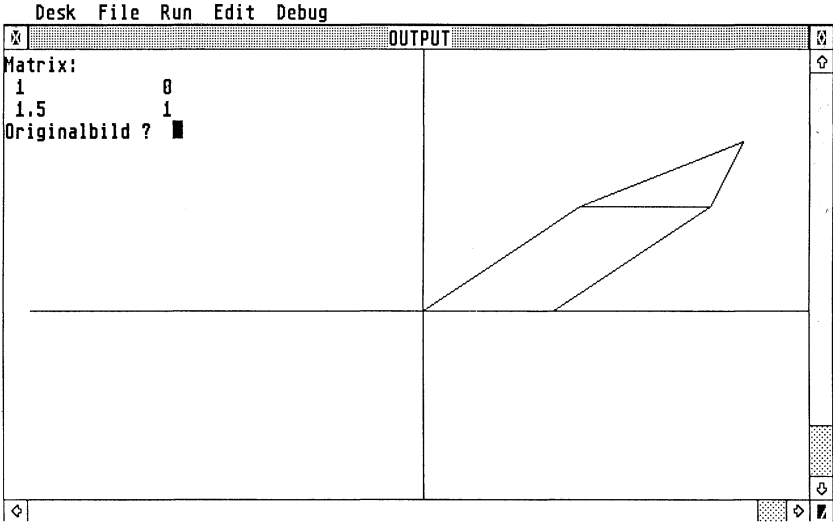 Desk File Run Edit Debug
OUTPUT
Matrix:
1 0
1.5 1
Originalbild ?